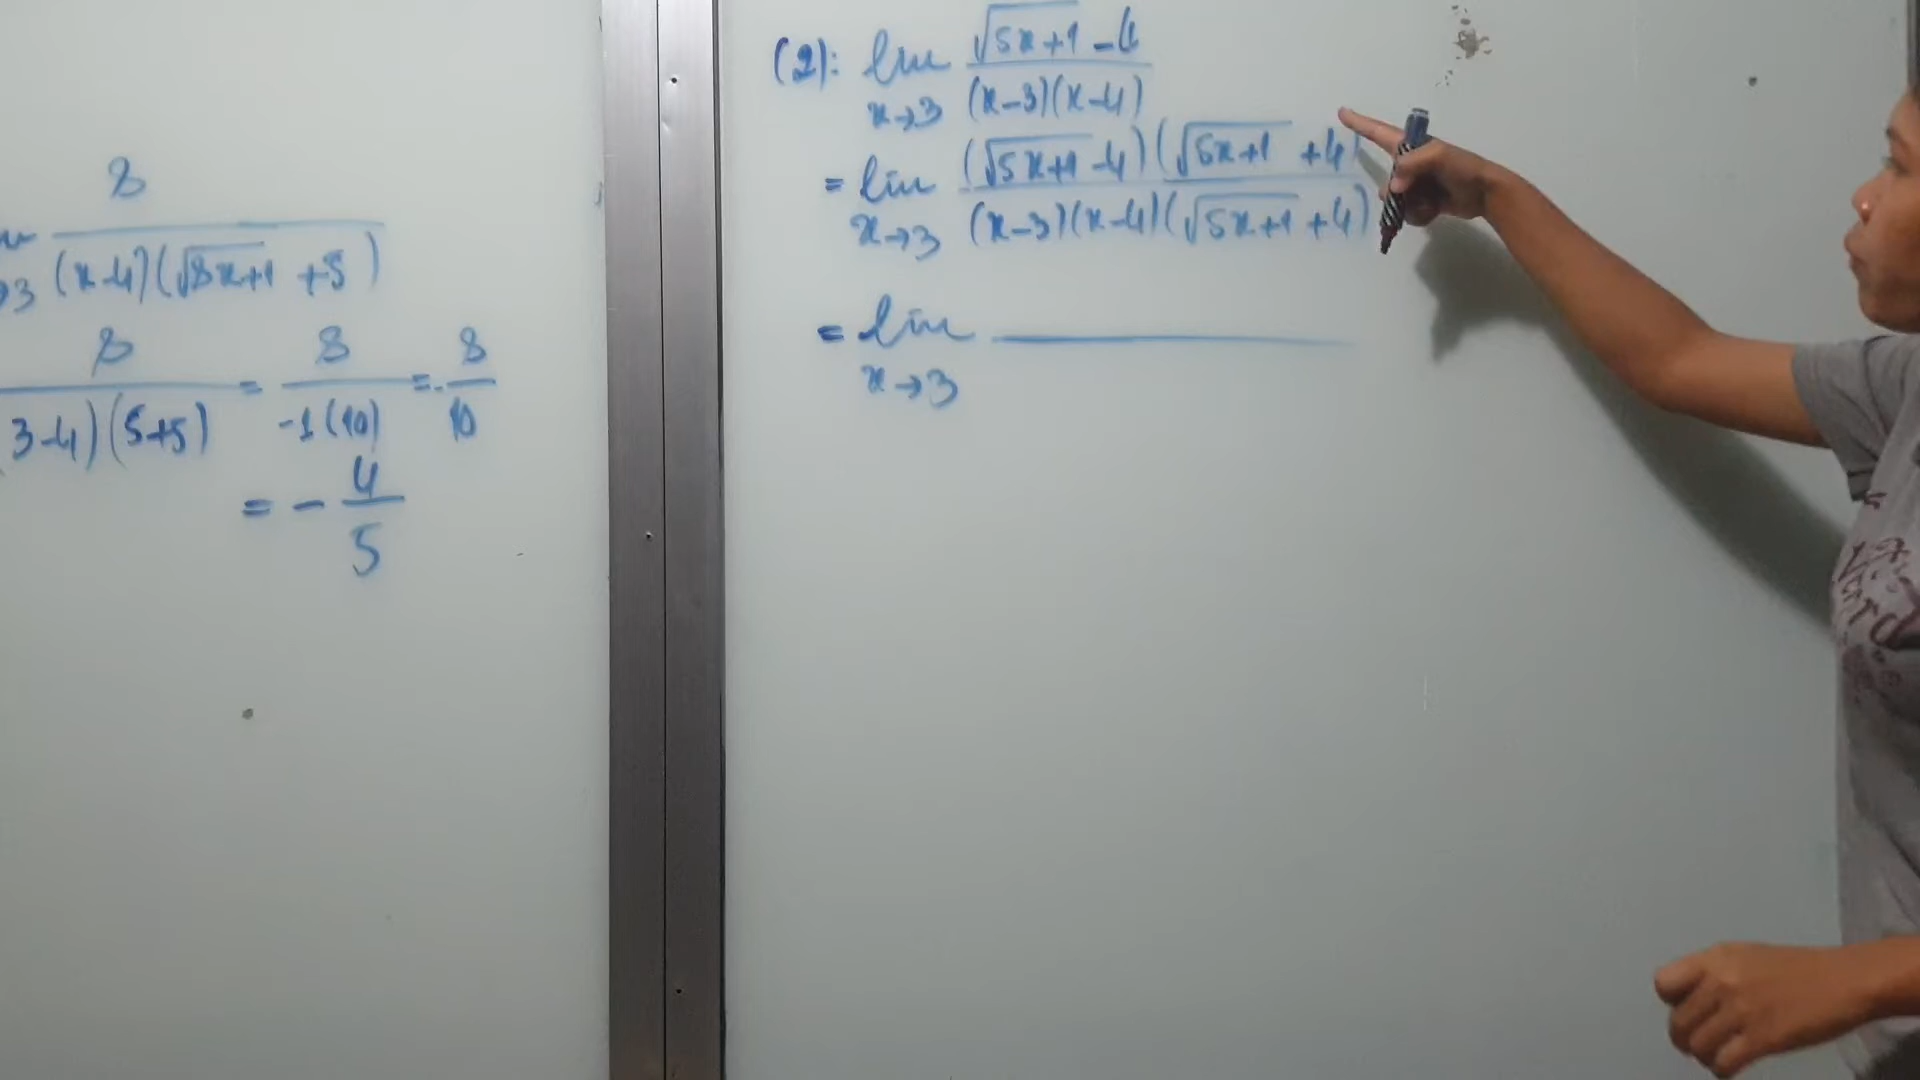 8
(x-4)(√8x+1 +5)
→3
8
(3-4)(5+5)
= 8
-1(10)
= - 8
10
= - 4
5
(2): lim √5x+1 -4
x→3 (x-3)(x-4)
= lim (√5x+1 -4)(√5x+1 +4)
x→3 (x-3)(x-4)(√5x+1 +4)
= lim
x→3